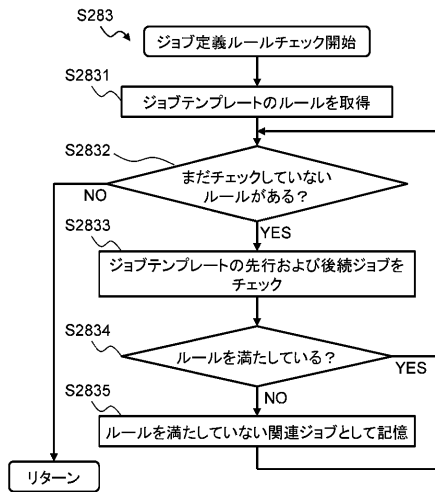 S283
ジョブ定義ルールチェック開始
S2831
ジョブテンプレートのルールを取得
S2832
まだチェックしていない
ルールがある？
NO
YES
S2833
ジョブテンプレートの先行および後続ジョブを
チェック
S2834
ルールを満たしている？
YES
NO
S2835
ルールを満たしていない関連ジョブとして記憶
リターン